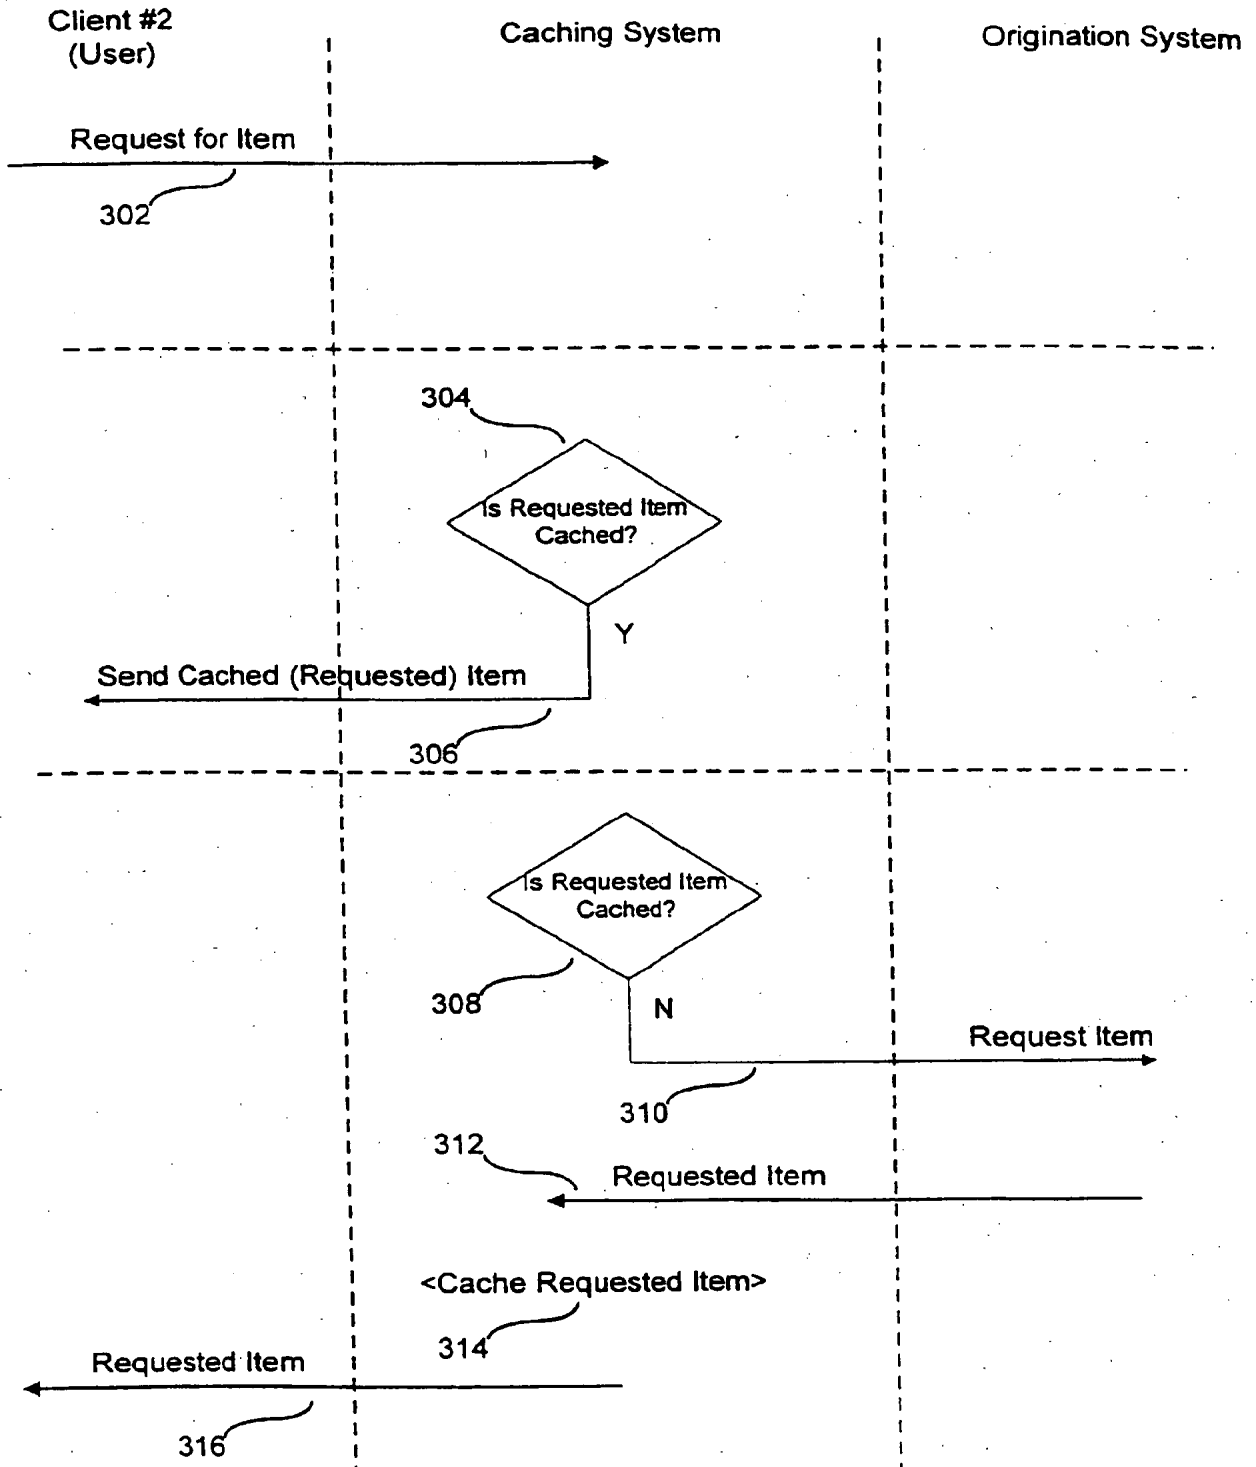 Client #2
(User)
Caching System
Origination System
Request for Item
302
304
Is Requested Item
Cached?
Y
Send Cached (Requested) Item
306
Is Requested Item
Cached?
308
N
Request Item
310
312
Requested Item
<Cache Requested Item>
314
Requested Item
316